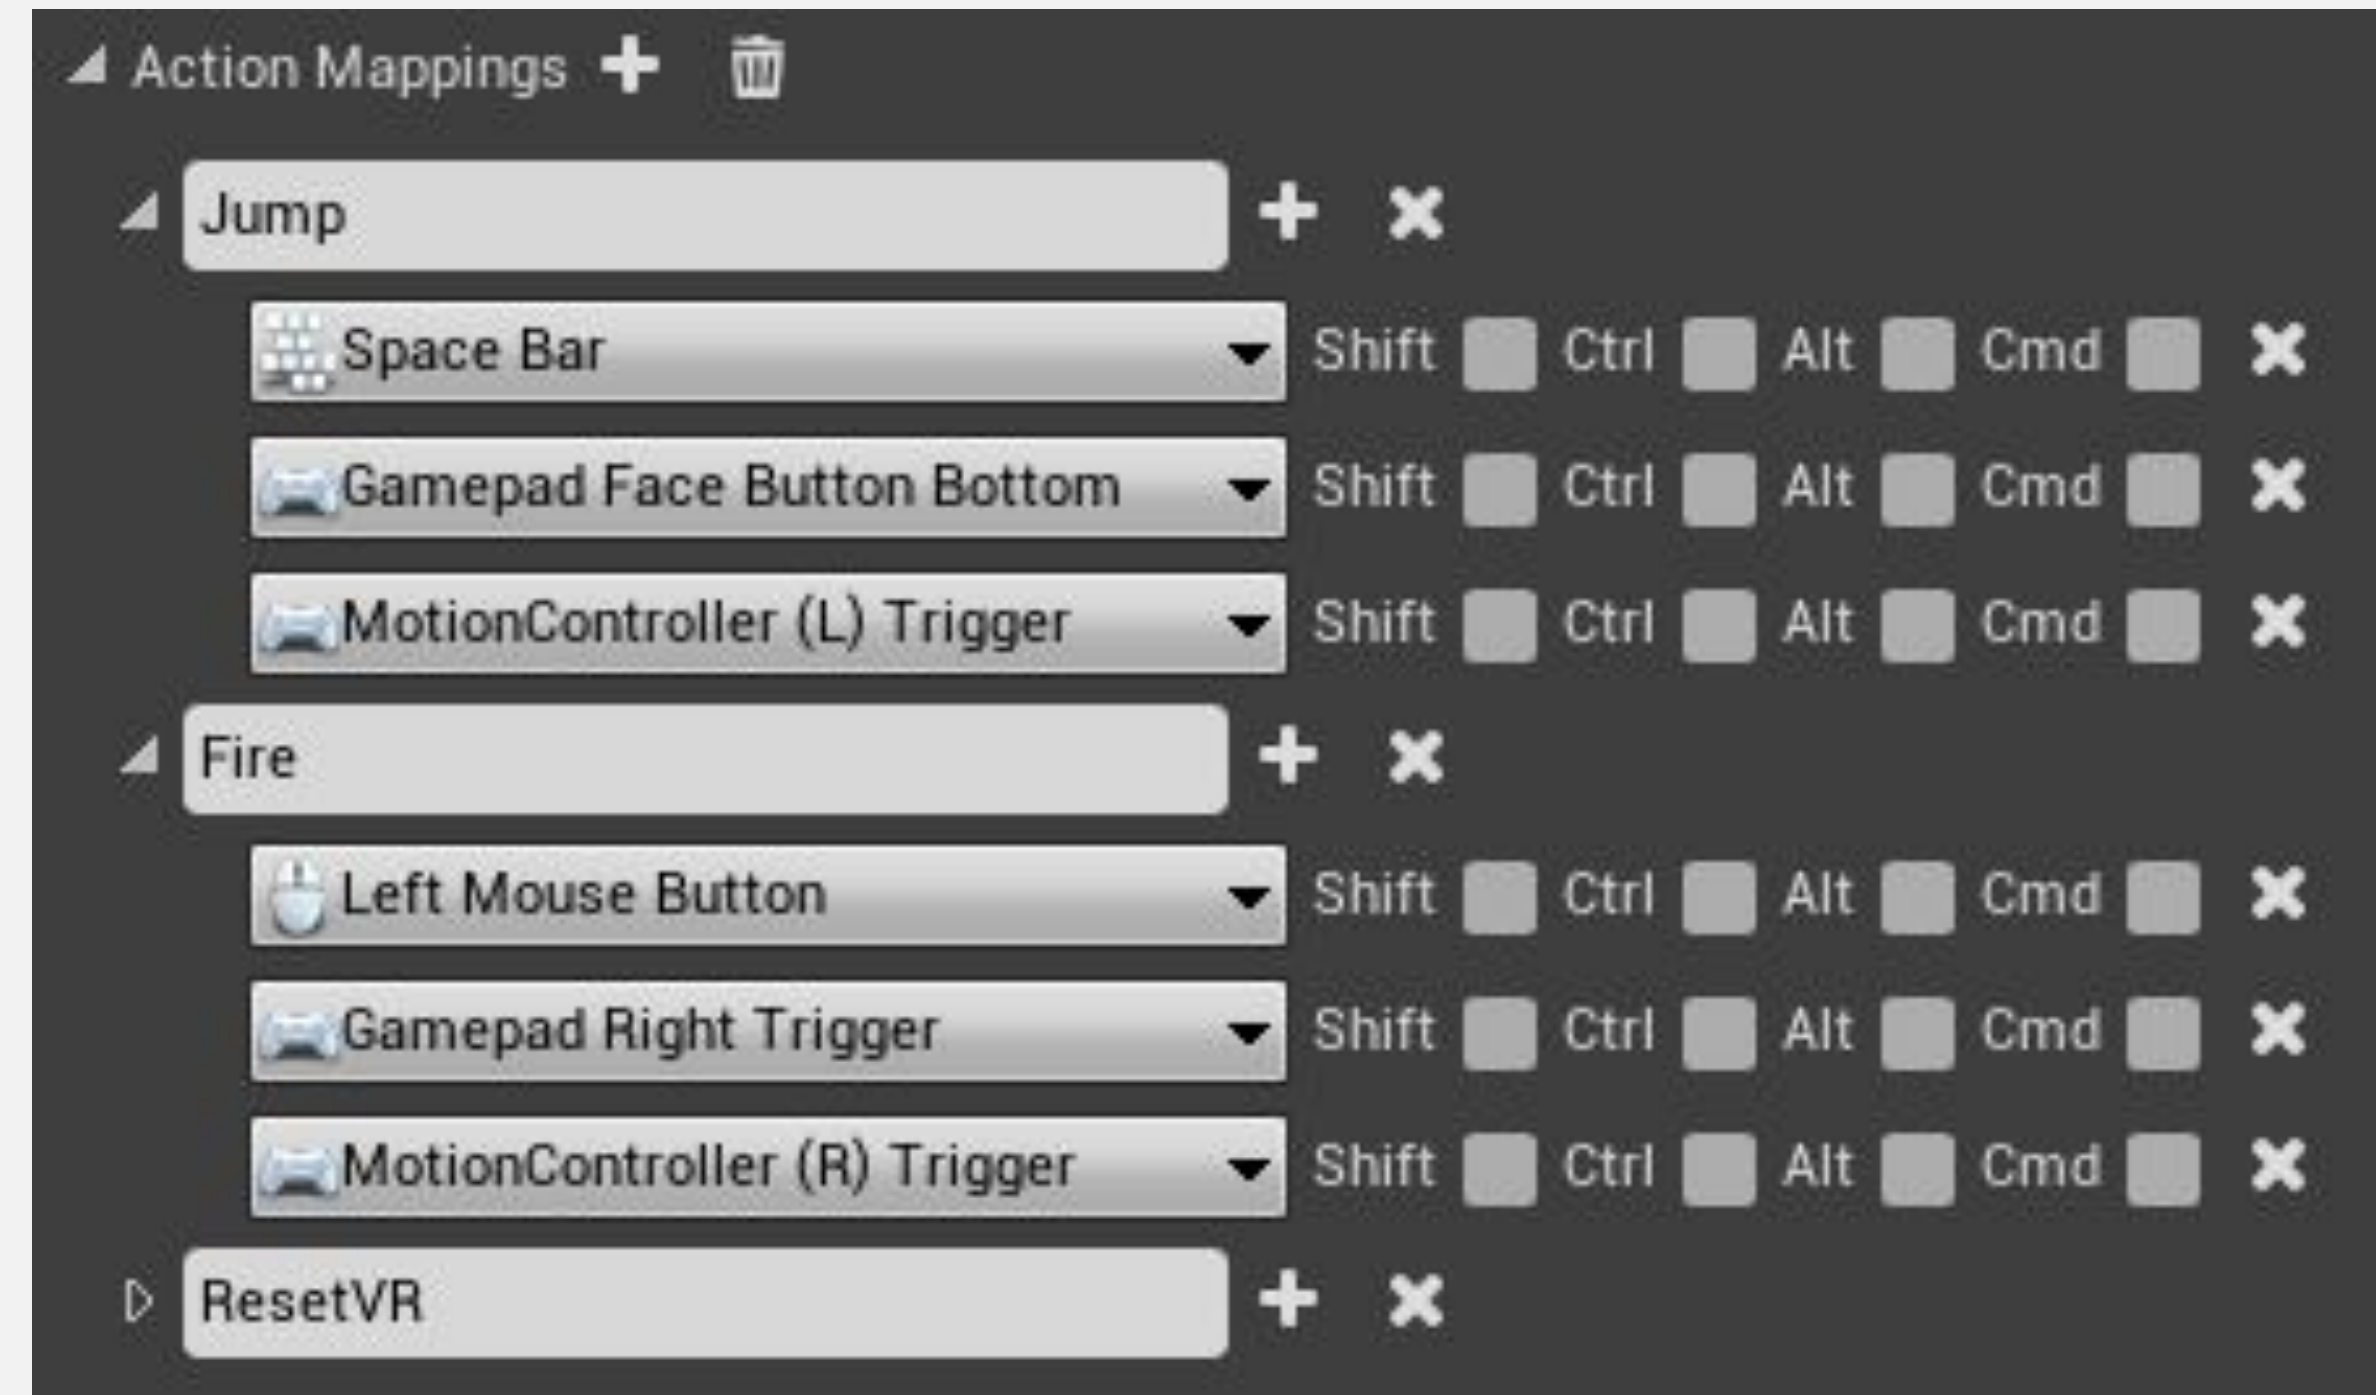 Action Mappings
Jump
Space Bar Shift Ctrl Alt Cmd
Gamepad Face Button Bottom Shift Ctrl Alt Cmd
MotionController (L) Trigger Shift Ctrl Alt Cmd
Fire
Left Mouse Button Shift Ctrl Alt Cmd
Gamepad Right Trigger Shift Ctrl Alt Cmd
MotionController (R) Trigger Shift Ctrl Alt Cmd
ResetVR